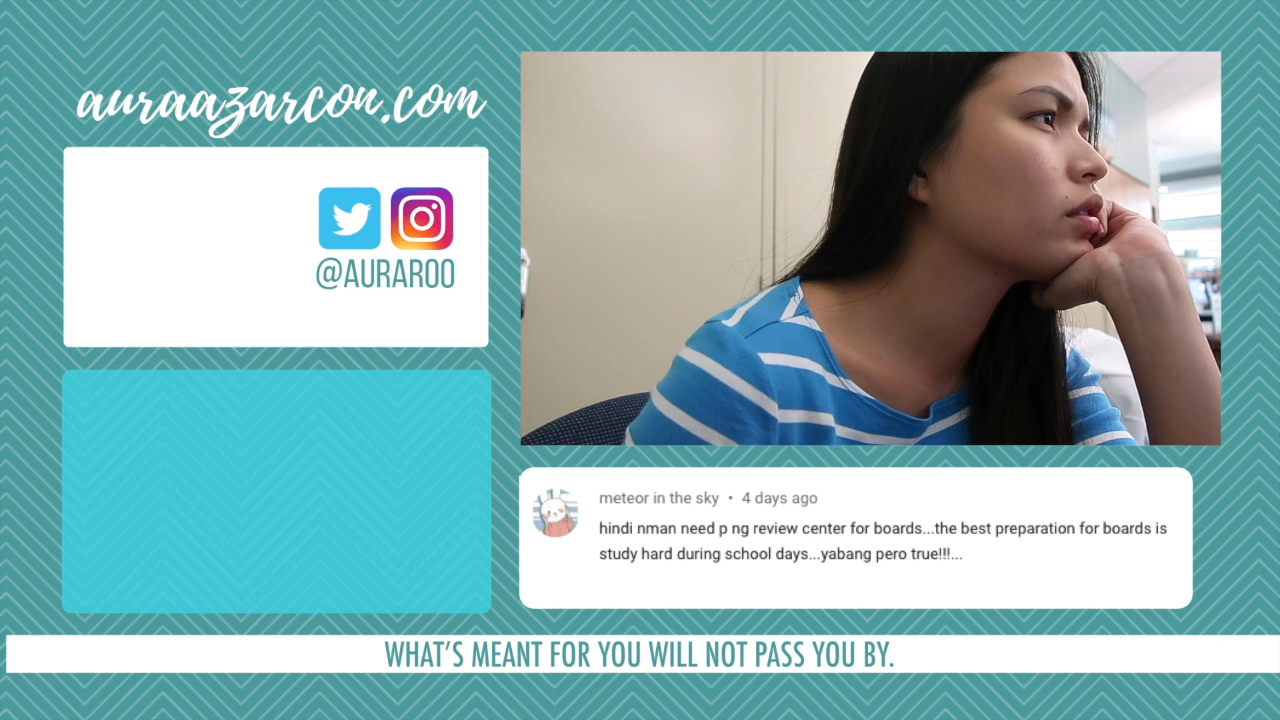 auraazarcon.com
@AURAROO
meteor in the sky • 4 days ago
hindi nman need p ng review center for boards...the best preparation for boards is
study hard during school days...yabang pero true!!!...
WHAT'S MEANT FOR YOU WILL NOT PASS YOU BY.